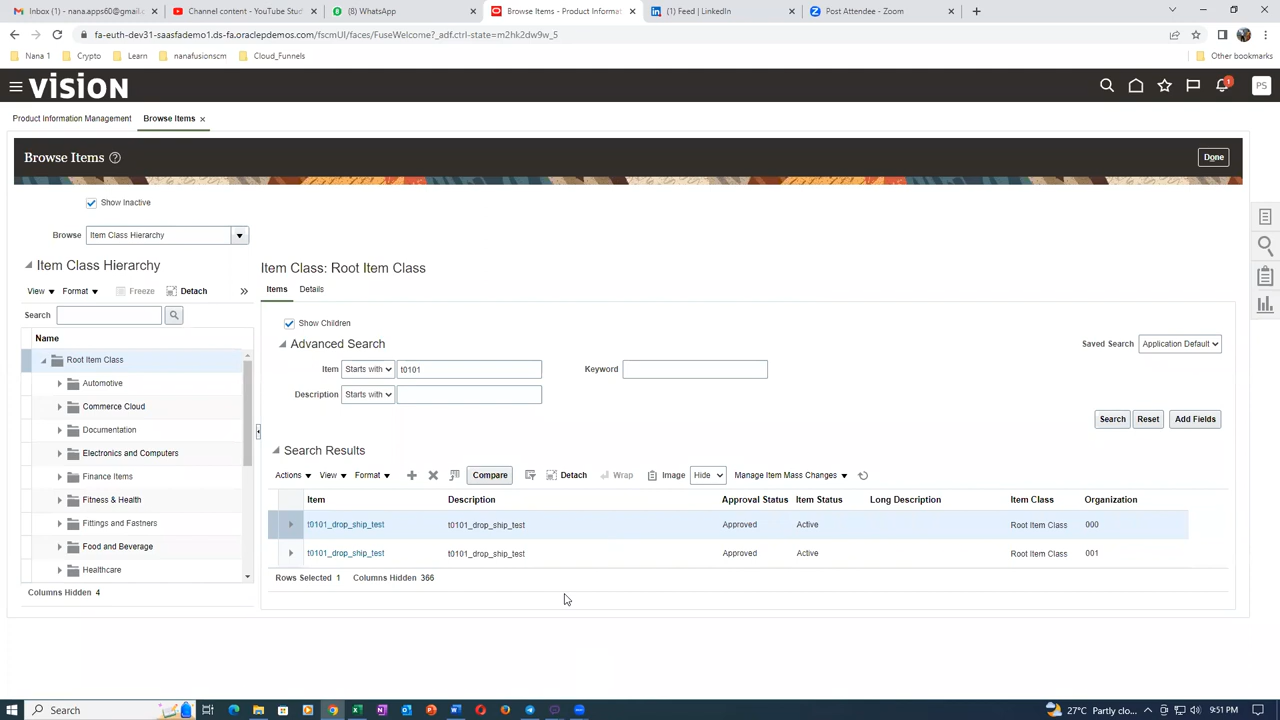 Inbox (1) - nana.apps60@gmail.c
Channel content - YouTube Stud
(8) WhatsApp
Browse Items - Product Informat
(1) Feed | LinkedIn
Post Attendee - Zoom
fa-euth-dev31-saasfademo1.ds-fa.oraclepdemos.com/fscmUI/faces/FuseWelcome?_adf.ctrl-state=m2hk2dw9w_5
Nana 1
Crypto
Learn
nanafusionscm
Cloud_Funnels
Other bookmarks
VISION
1
PS
Product Information Management
Browse Items
Browse Items
Done
Show Inactive
Browse Item Class Hierarchy
Item Class Hierarchy
View Format Freeze Detach
Search
Name
Root Item Class
Automotive
Commerce Cloud
Documentation
Electronics and Computers
Finance Items
Fitness & Health
Fittings and Fastners
Food and Beverage
Healthcare
Columns Hidden 4
Item Class: Root Item Class
Items Details
Show Children
Advanced Search
Saved Search Application Default
Item Starts with t0101
Keyword
Description Starts with
Search Reset Add Fields
Search Results
Actions View Format Compare Detach Wrap Image Hide Manage Item Mass Changes
Item Description Approval Status Item Status Long Description Item Class Organization
t0101_drop_ship_test t0101_drop_ship_test Approved Active Root Item Class 000
t0101_drop_ship_test t0101_drop_ship_test Approved Active Root Item Class 001
Rows Selected 1 Columns Hidden 366
Search
27°C Partly clo...
9:51 PM